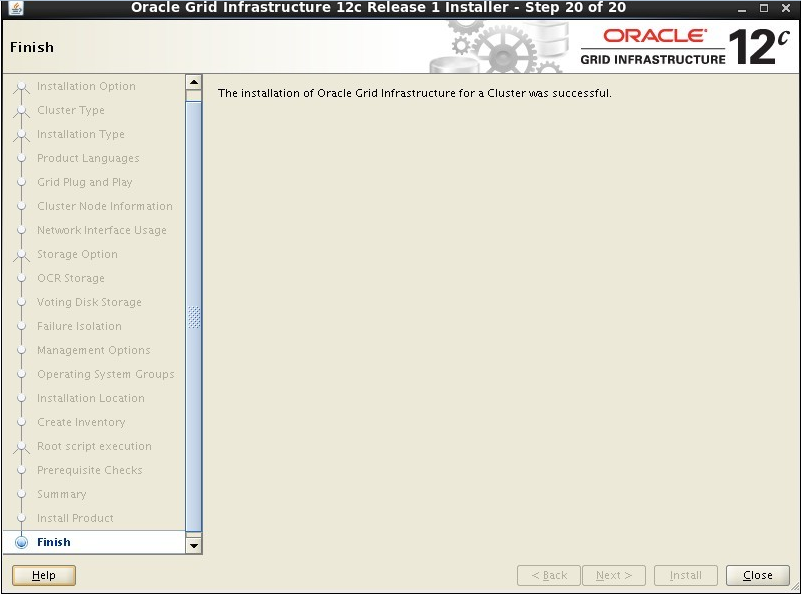 Oracle Grid Infrastructure 12c Release 1 Installer - Step 20 of 20
Finish
ORACLE®
GRID INFRASTRUCTURE
12c
Installation Option
Cluster Type
Installation Type
Product Languages
Grid Plug and Play
Cluster Node Information
Network Interface Usage
Storage Option
OCR Storage
Voting Disk Storage
Failure Isolation
Management Options
Operating System Groups
Installation Location
Create Inventory
Root script execution
Prerequisite Checks
Summary
Install Product
Finish
The installation of Oracle Grid Infrastructure for a Cluster was successful.
Help
< Back
Next >
Install
Close